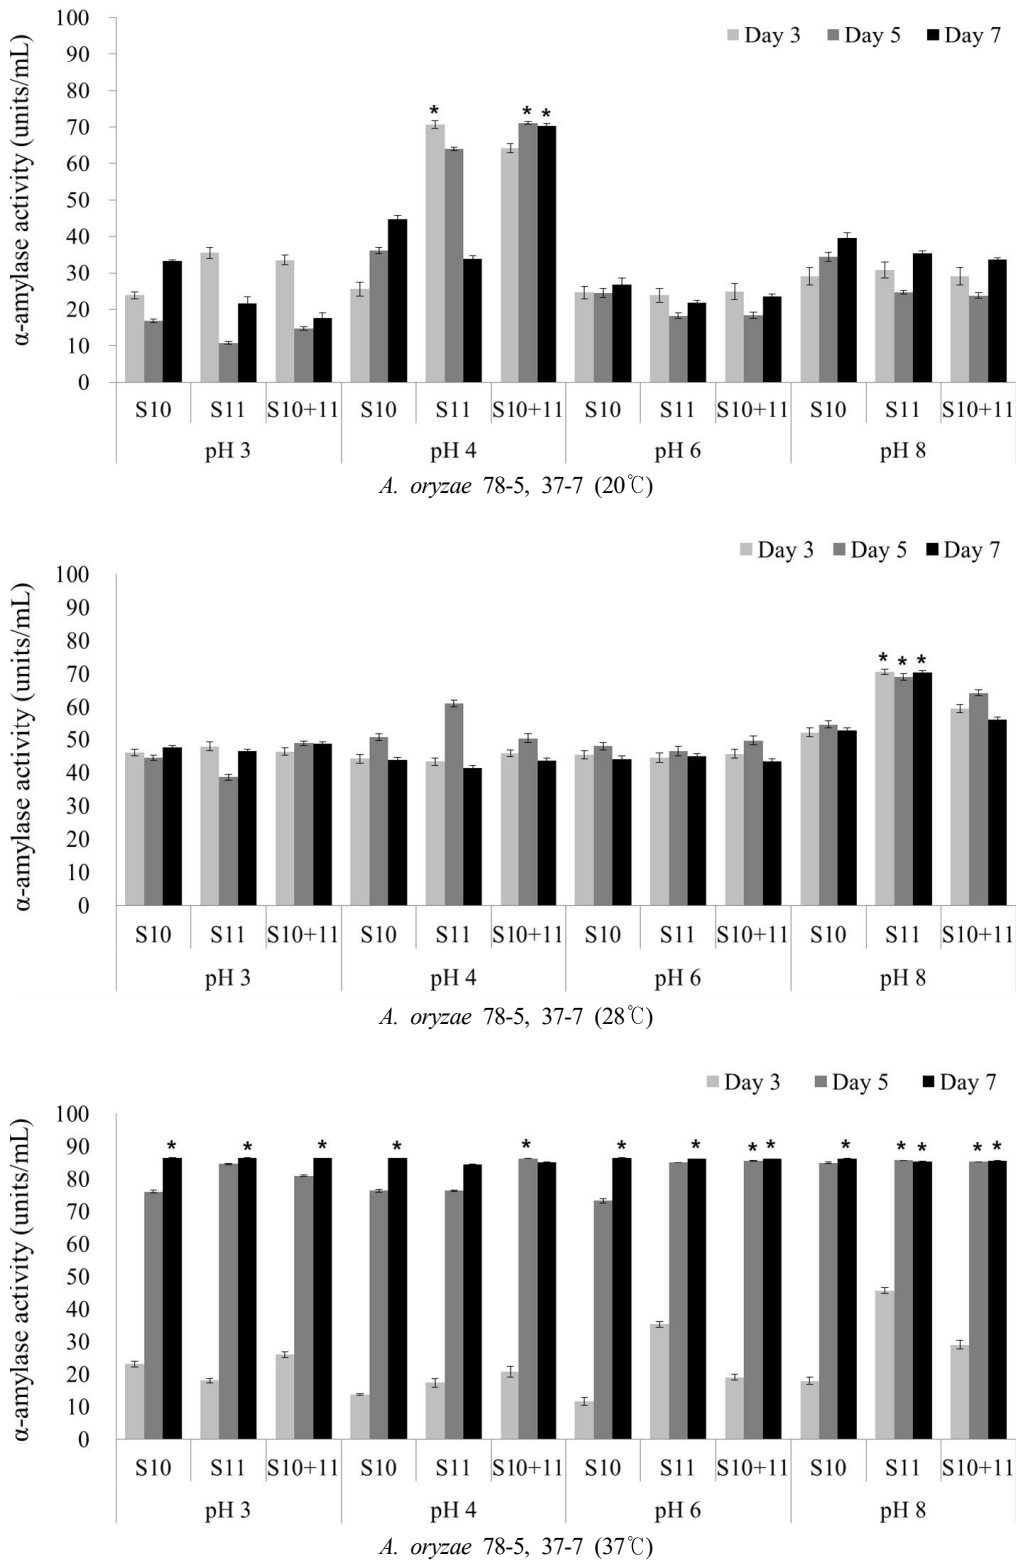 Day 3 Day 5 Day 7
α-amylase activity (units/mL)
100
90
80
70
60
50
40
30
20
10
0
* * *
S10 S11 S10+11 S10 S11 S10+11 S10 S11 S10+11 S10 S11 S10+11
pH 3 pH 4 pH 6 pH 8
A. oryzae 78-5, 37-7 (20℃)
Day 3 Day 5 Day 7
α-amylase activity (units/mL)
100
90
80
70
60
50
40
30
20
10
0
* * *
S10 S11 S10+11 S10 S11 S10+11 S10 S11 S10+11 S10 S11 S10+11
pH 3 pH 4 pH 6 pH 8
A. oryzae 78-5, 37-7 (28℃)
Day 3 Day 5 Day 7
α-amylase activity (units/mL)
100
90
80
70
60
50
40
30
20
10
0
* * * * * * * * * * * * * *
S10 S11 S10+11 S10 S11 S10+11 S10 S11 S10+11 S10 S11 S10+11
pH 3 pH 4 pH 6 pH 8
A. oryzae 78-5, 37-7 (37℃)